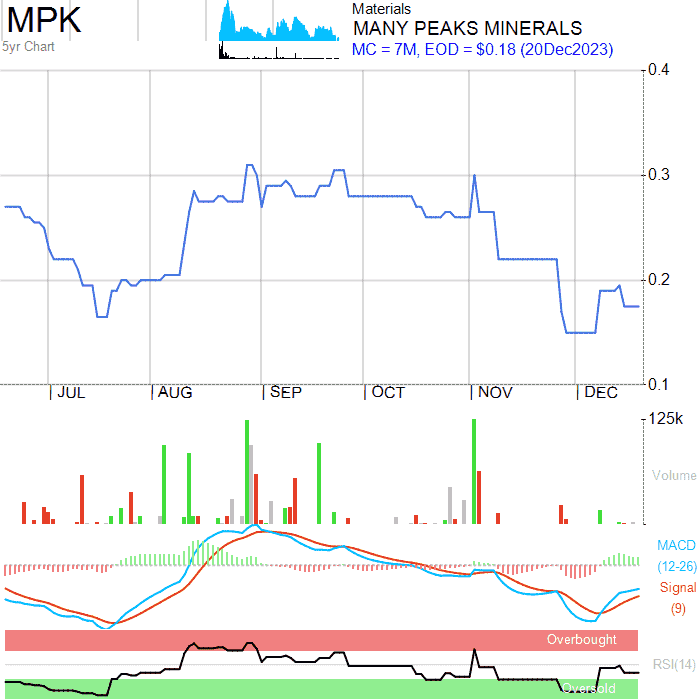 MPK
5yr Chart
Materials
MANY PEAKS MINERALS
MC = 7M, EOD = $0.18 (20Dec2023)
0.4
0.3
0.2
0.1
JUL AUG SEP OCT NOV DEC
125k
Volume
MACD
(12-26)
Signal
(9)
Overbought
RSI(14)
Oversold